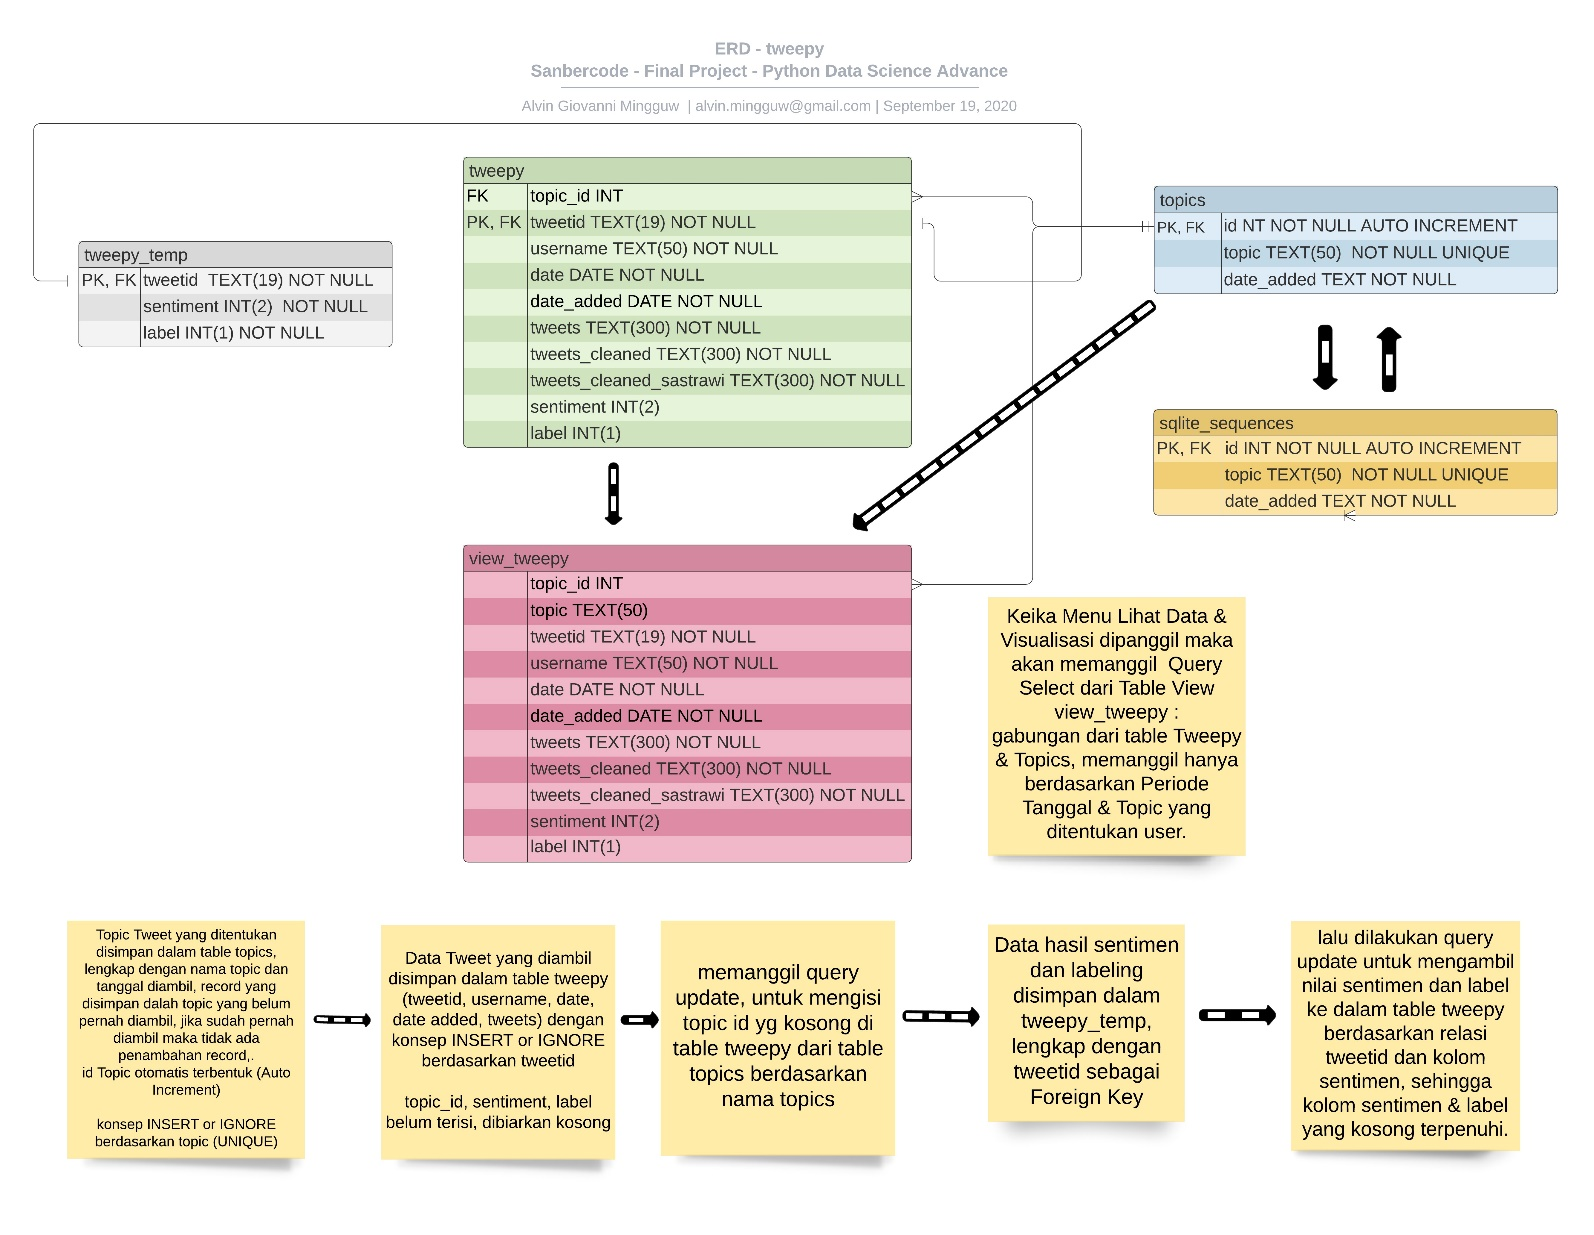 ERD - tweepy
Sanbercode - Final Project - Python Data Science Advance
Alvin Giovanni Mingguw | alvin.mingguw@gmail.com | September 19, 2020
tweepy
FK topic_id INT
PK, FK tweetid TEXT(19) NOT NULL
username TEXT(50) NOT NULL
date DATE NOT NULL
date_added DATE NOT NULL
tweets TEXT(300) NOT NULL
tweets_cleaned TEXT(300) NOT NULL
tweets_cleaned_sastrawi TEXT(300) NOT NULL
sentiment INT(2)
label INT(1)
topics
PK, FK id NT NOT NULL AUTO INCREMENT
topic TEXT(50) NOT NULL UNIQUE
date_added TEXT NOT NULL
tweepy_temp
PK, FK tweetid TEXT(19) NOT NULL
sentiment INT(2) NOT NULL
label INT(1) NOT NULL
sqlite_sequences
PK, FK id INT NOT NULL AUTO INCREMENT
topic TEXT(50) NOT NULL UNIQUE
date_added TEXT NOT NULL
view_tweepy
topic_id INT
topic TEXT(50)
tweetid TEXT(19) NOT NULL
username TEXT(50) NOT NULL
date DATE NOT NULL
date_added DATE NOT NULL
tweets TEXT(300) NOT NULL
tweets_cleaned TEXT(300) NOT NULL
tweets_cleaned_sastrawi TEXT(300) NOT NULL
sentiment INT(2)
label INT(1)
Keika Menu Lihat Data &
Visualisasi dipanggil maka
akan memanggil Query
Select dari Table View
view_tweepy :
gabungan dari table Tweepy
& Topics, memanggil hanya
berdasarkan Periode
Tanggal & Topic yang
ditentukan user.
Topic Tweet yang ditentukan
disimpan dalam table topics,
lengkap dengan nama topic dan
tanggal diambil, record yang
disimpan dalah topic yang belum
pernah diambil, jika sudah pernah
diambil maka tidak ada
penambahan record,.
id Topic otomatis terbentuk (Auto
Increment)
konsep INSERT or IGNORE
berdasarkan topic (UNIQUE)
Data Tweet yang diambil
disimpan dalam table tweepy
(tweetid, username, date,
date added, tweets) dengan
konsep INSERT or IGNORE
berdasarkan tweetid
topic_id, sentiment, label
belum terisi, dibiarkan kosong
memanggil query
update, untuk mengisi
topic id yg kosong di
table tweepy dari table
topics berdasarkan
nama topics
Data hasil sentimen
dan labeling
disimpan dalam
tweepy_temp,
lengkap dengan
tweetid sebagai
Foreign Key
lalu dilakukan query
update untuk mengambil
nilai sentimen dan label
ke dalam table tweepy
berdasarkan relasi
tweetid dan kolom
sentimen, sehingga
kolom sentimen & label
yang kosong terpenuhi.